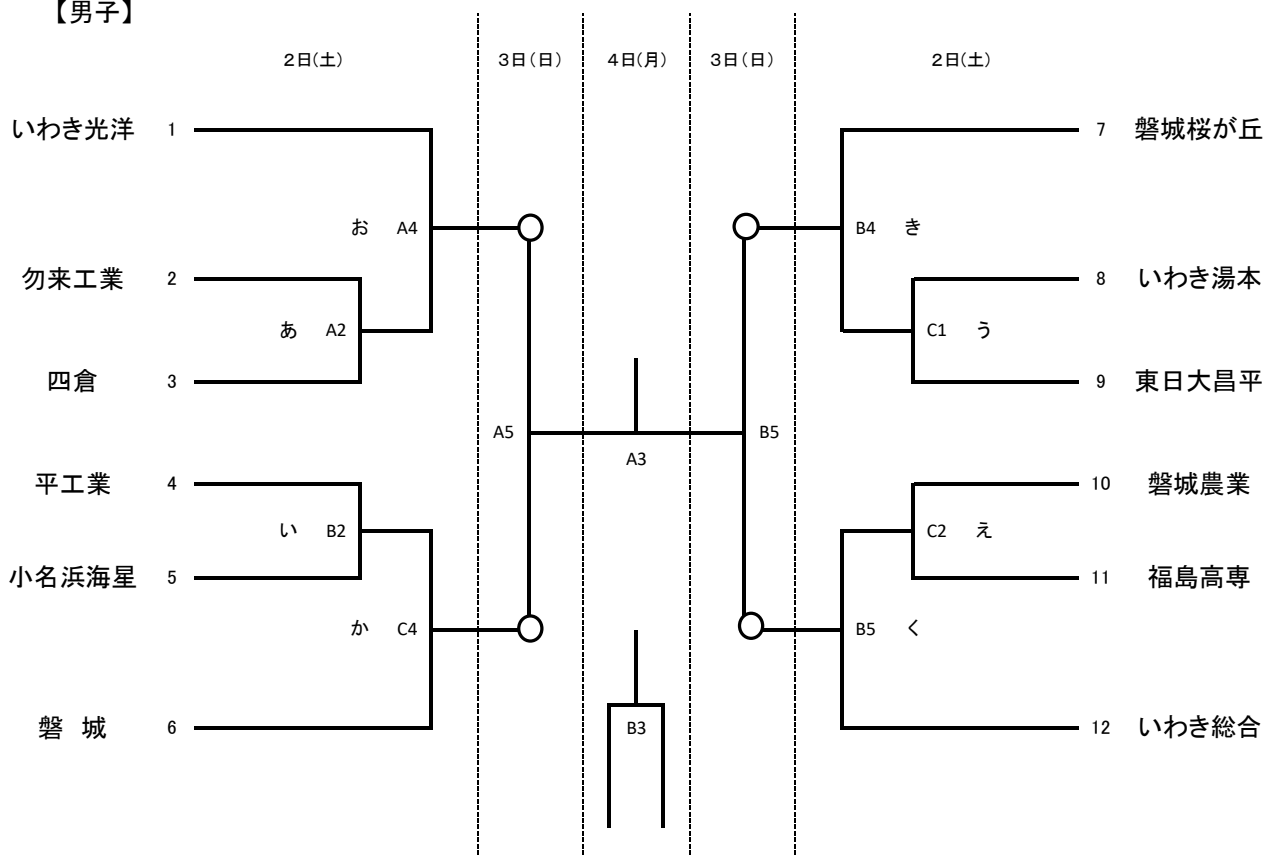 【男子】
2日(土) 3日(日) 4日(月) 3日(日) 2日(土)
いわき光洋 1 7 磐城桜が丘
お A4 B4 き
勿来工業 2 8 いわき湯本
あ A2 C1 う
四倉 3 9 東日大昌平
A5 B5
A3
平工業 4 10 磐城農業
い B2 C2 え
小名浜海星 5 11 福島高専
か C4 B5 く
磐 城 6 B3 12 いわき総合